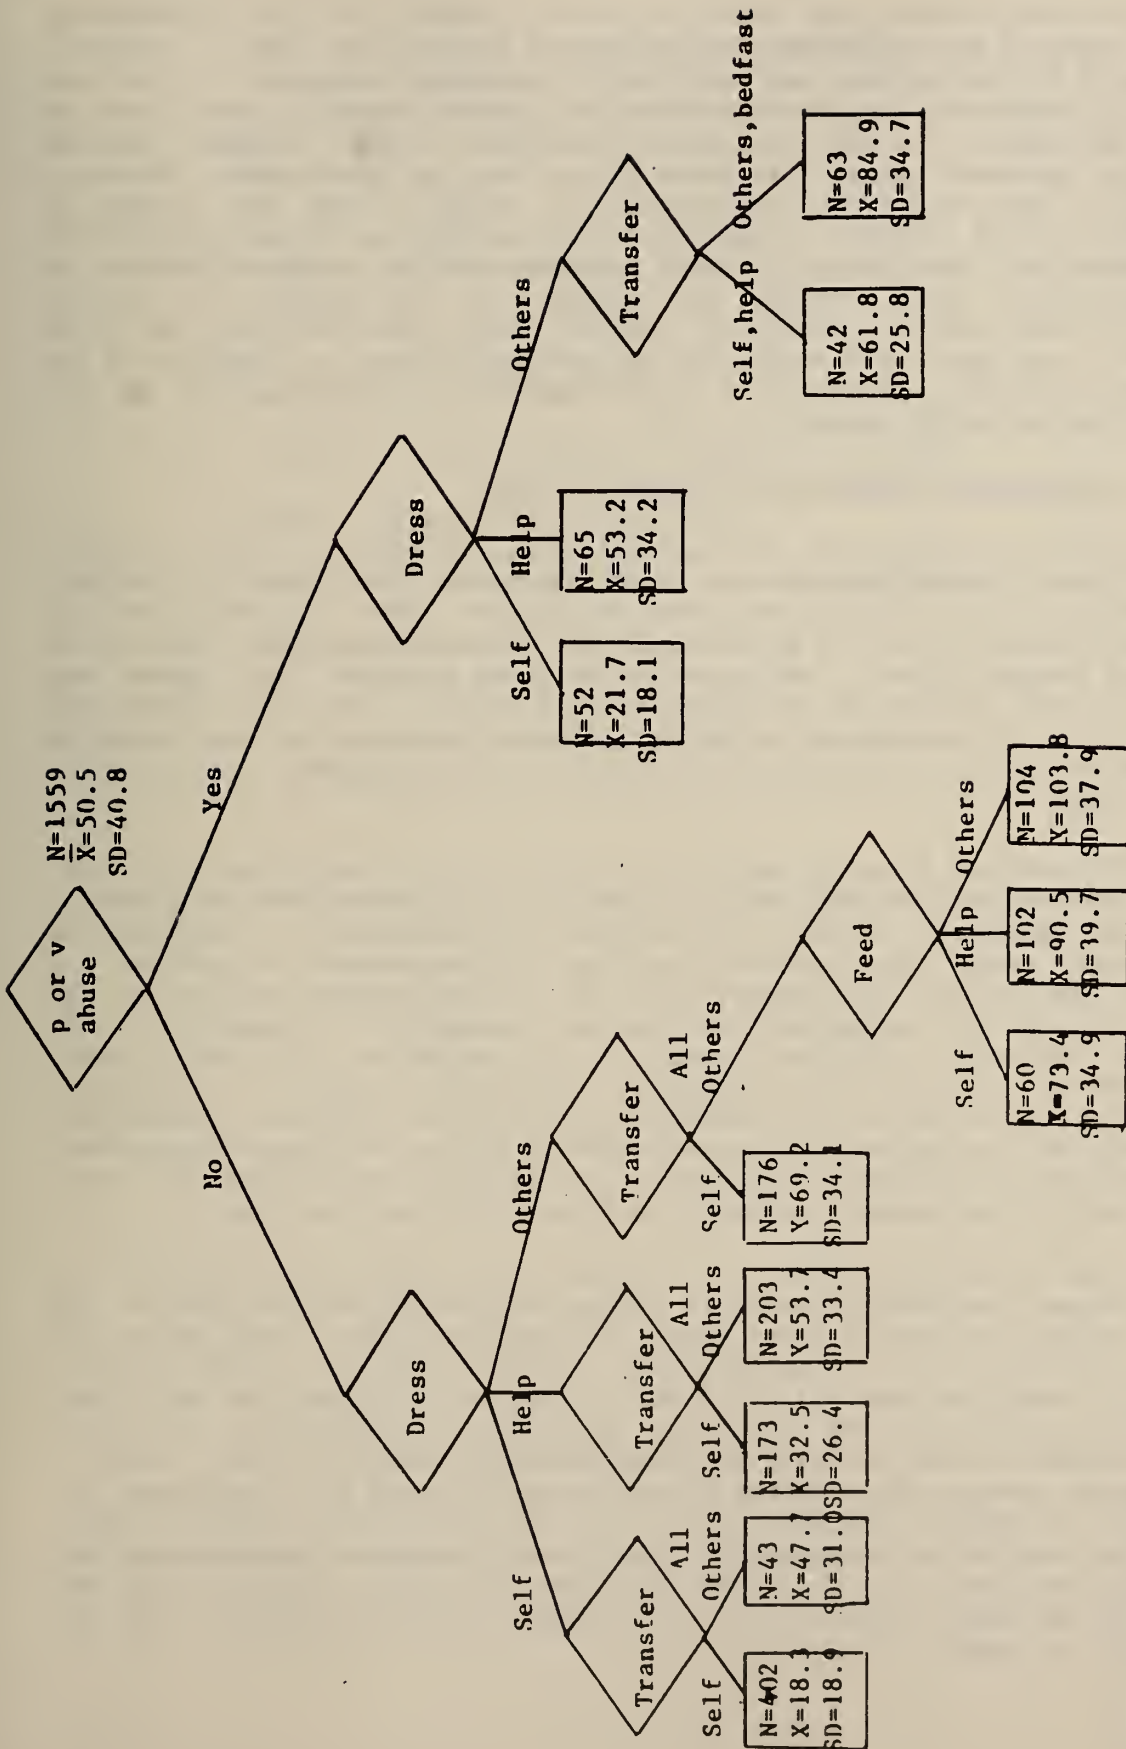 p or v
abuse
N=1559
X=50.5
SD=40.8
No
Yes
Dress
Dress
Self
Help
Others
Self
Help
Others
Transfer
Transfer
Transfer
N=52
X=21.7
SD=18.1
N=65
X=53.2
SD=34.2
Transfer
Self
All
Others
Self
All
Others
Self
All
Others
Self,help
Others,bedfast
N=402
X=18.3
SD=18.9
N=43
X=47.7
SD=31.0
N=173
X=32.5
SD=26.4
N=203
X=53.7
SD=33.4
N=176
X=69.2
SD=34.1
Feed
N=42
X=61.8
SD=25.8
N=63
X=84.9
SD=34.7
Self
Help
Others
N=60
X=73.4
SD=34.9
N=102
X=90.5
SD=39.7
N=104
X=103.8
SD=37.9